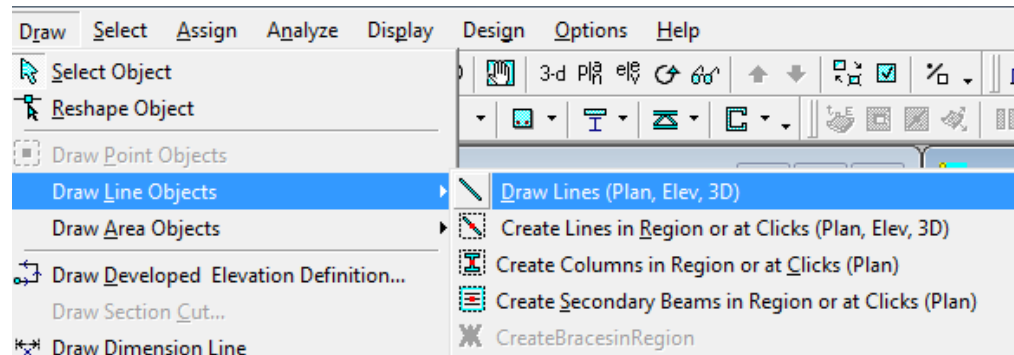 Draw Select Assign Analyze Display Design Options Help
Select Object
3-d
Reshape Object
Draw Point Objects
Draw Line Objects
Draw Lines (Plan, Elev, 3D)
Draw Area Objects
Create Lines in Region or at Clicks (Plan, Elev, 3D)
Draw Developed Elevation Definition...
Create Columns in Region or at Clicks (Plan)
Draw Section Cut...
Create Secondary Beams in Region or at Clicks (Plan)
Draw Dimension Line
CreateBracesinRegion